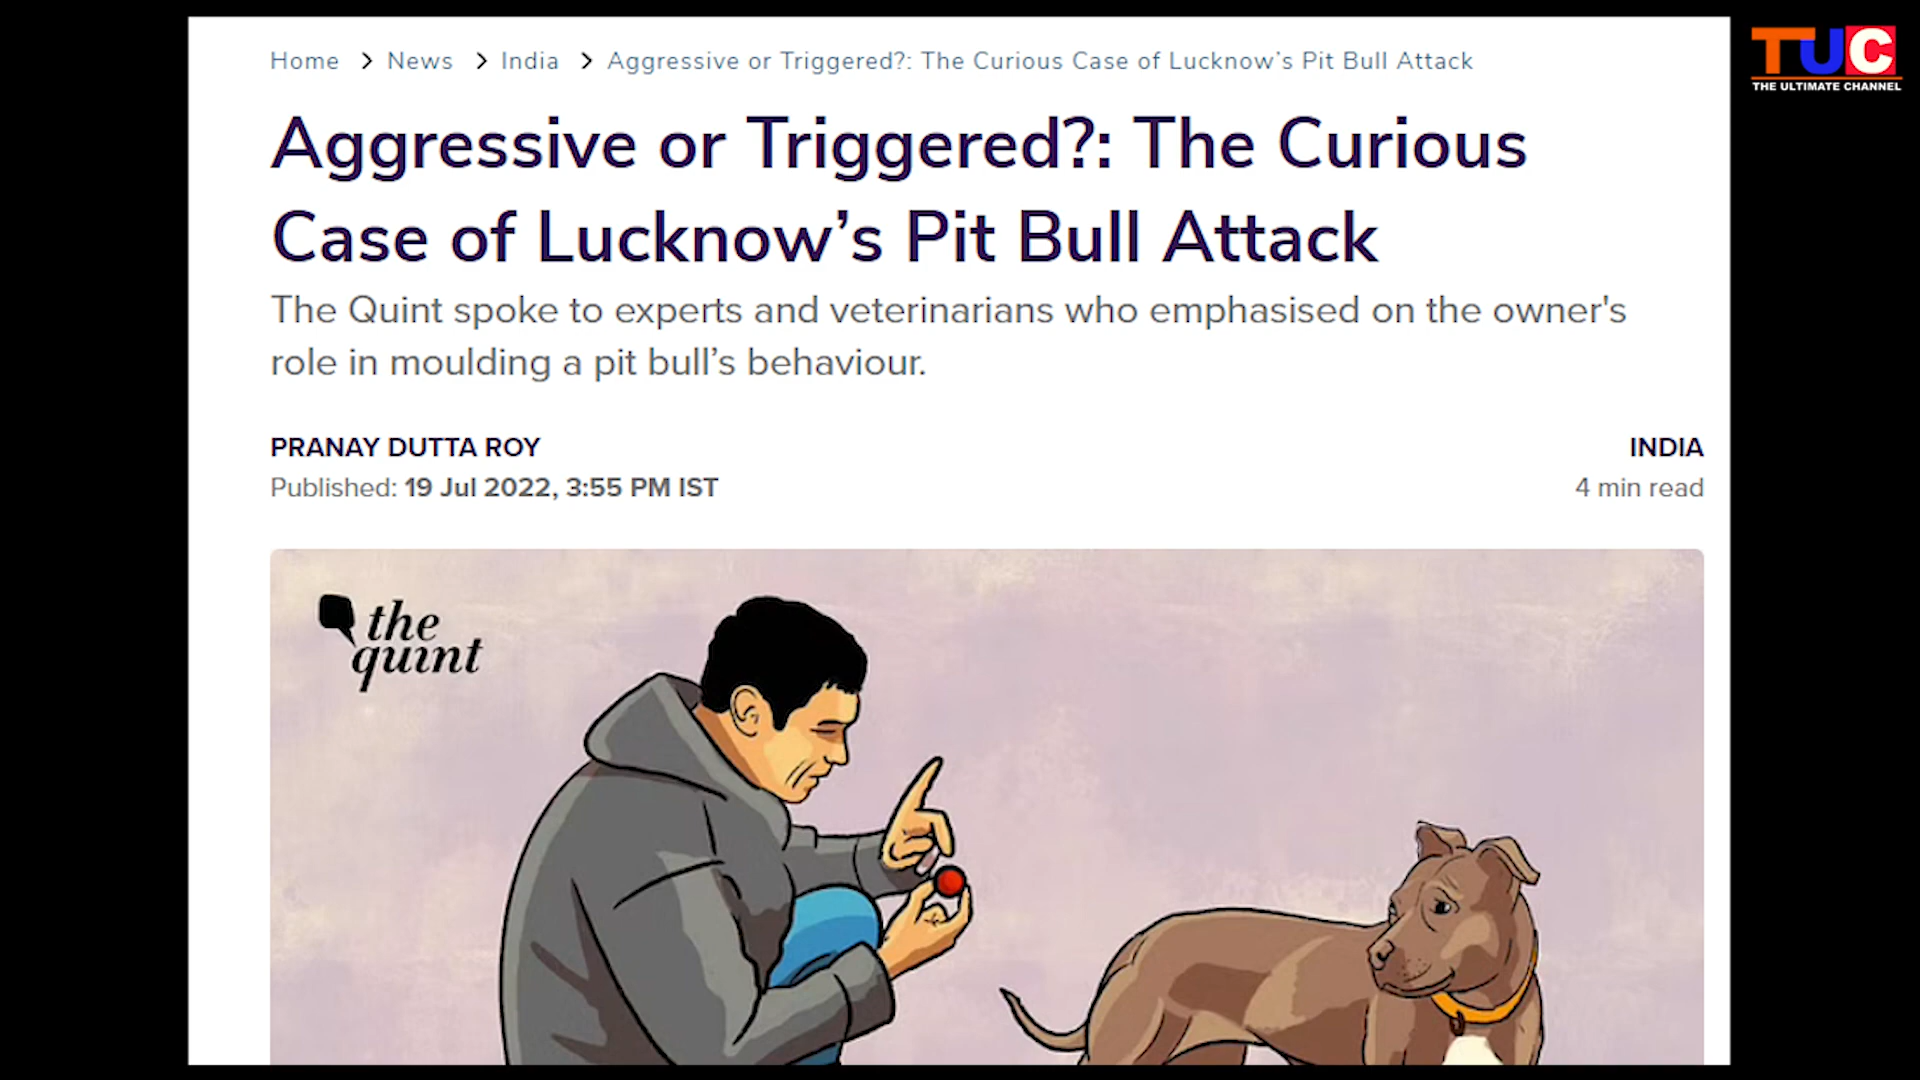 Home > News > India > Aggressive or Triggered?: The Curious Case of Lucknow’s Pit Bull Attack
TUC
THE ULTIMATE CHANNEL
Aggressive or Triggered?: The Curious
Case of Lucknow’s Pit Bull Attack
The Quint spoke to experts and veterinarians who emphasised on the owner's
role in moulding a pit bull’s behaviour.
PRANAY DUTTA ROY
INDIA
Published: 19 Jul 2022, 3:55 PM IST
4 min read
the
quint